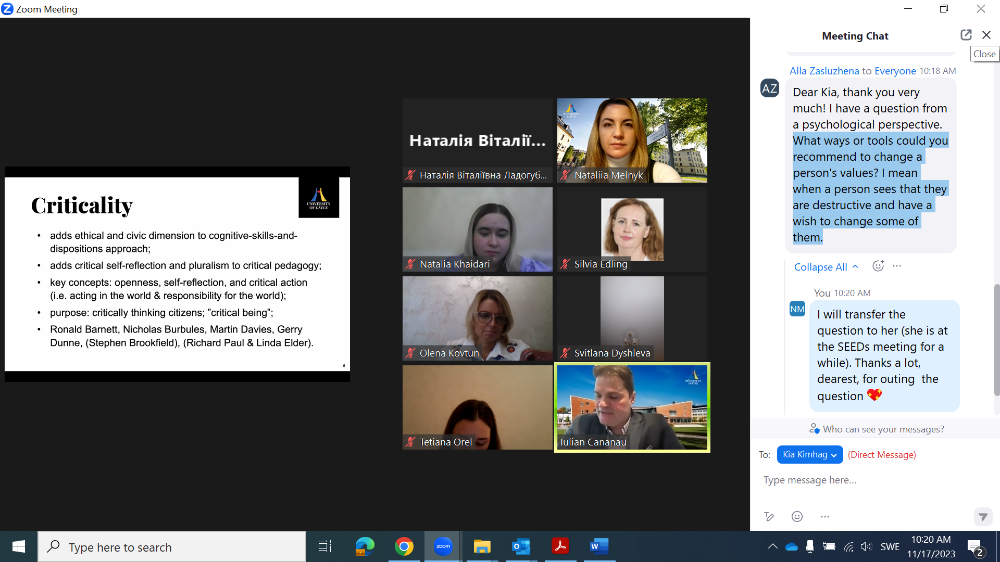 Zoom Meeting
Criticality
UNIVERSITY
OF GÄVLE
• adds ethical and civic dimension to cognitive-skills-and-
dispositions approach;
• adds critical self-reflection and pluralism to critical pedagogy;
• key concepts: openness, self-reflection, and critical action
(i.e. acting in the world & responsibility for the world);
• purpose: critically thinking citizens; ”critical being”;
• Ronald Barnett, Nicholas Burbules, Martin Davies, Gerry
Dunne, (Stephen Brookfield), (Richard Paul & Linda Elder).
5
Наталія Віталії...
Наталія Віталіївна Ладогуб...
Nataliia Melnyk
Natalia Khaidari
Silvia Edling
Olena Kovtun
Svitlana Dyshleva
Tetiana Orel
HÖGSKOLAN
I GÄVLE
Iulian Cananau
Meeting Chat
Close
Alla Zasluzhena to Everyone 10:18 AM
AZ
Dear Kia, thank you very
much! I have a question from
a psychological perspective.
What ways or tools could you
recommend to change a
person's values? I mean
when a person sees that they
are destructive and have a
wish to change some of
them.
Collapse All
You 10:20 AM
NM
I will transfer the
question to her (she is at
the SEEDs meeting for a
while). Thanks a lot,
dearest, for outing the
question 💖
Who can see your messages?
To: Kia Kimhag (Direct Message)
Type message here...
Type here to search
zoom
SWE
10:20 AM
11/17/2023
2